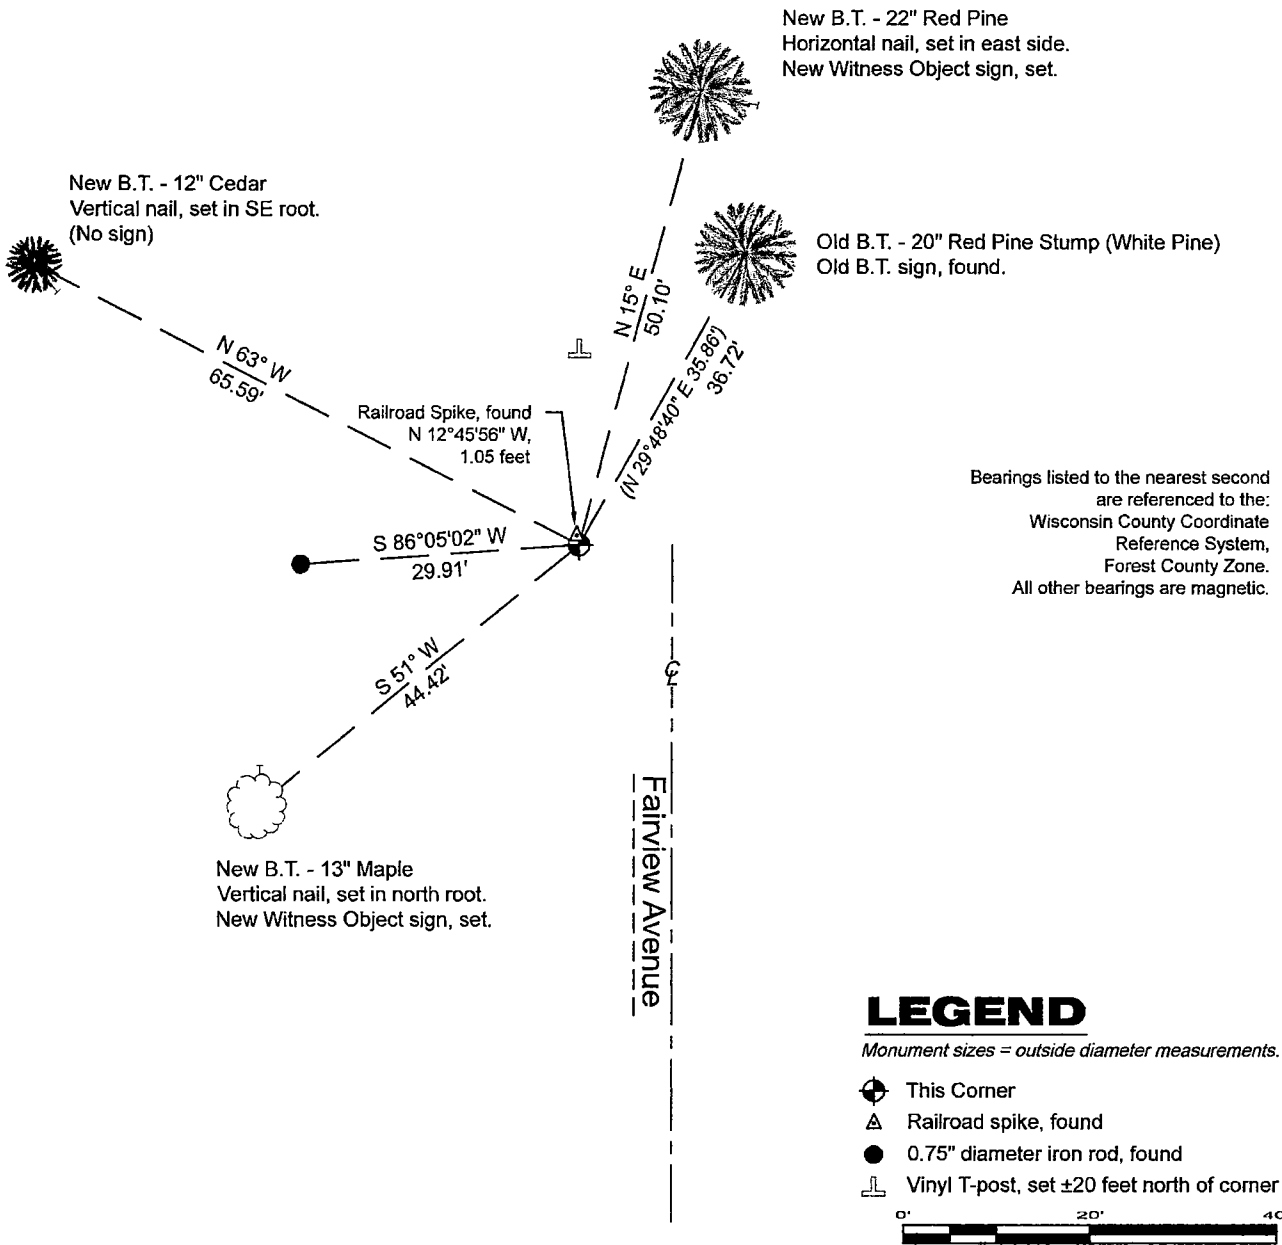 New B.T. - 22" Red Pine
Horizontal nail, set in east side.
New Witness Object sign, set.
New B.T. - 12" Cedar
Vertical nail, set in SE root.
(No sign)
Old B.T. - 20" Red Pine Stump (White Pine)
Old B.T. sign, found.
N 15° E
50.10'
(N 29°48'40" E 35.86')
36.72'
N 63° W
65.59'
Railroad Spike, found
N 12°45'56" W,
1.05 feet
Bearings listed to the nearest second
are referenced to the:
Wisconsin County Coordinate
Reference System,
Forest County Zone.
All other bearings are magnetic.
S 86°05'02" W
29.91'
S 51° W
44.42'
℄
Fairview Avenue
New B.T. - 13" Maple
Vertical nail, set in north root.
New Witness Object sign, set.
LEGEND
Monument sizes = outside diameter measurements.
This Corner
Railroad spike, found
0.75" diameter iron rod, found
Vinyl T-post, set ±20 feet north of corner
0' 20' 40